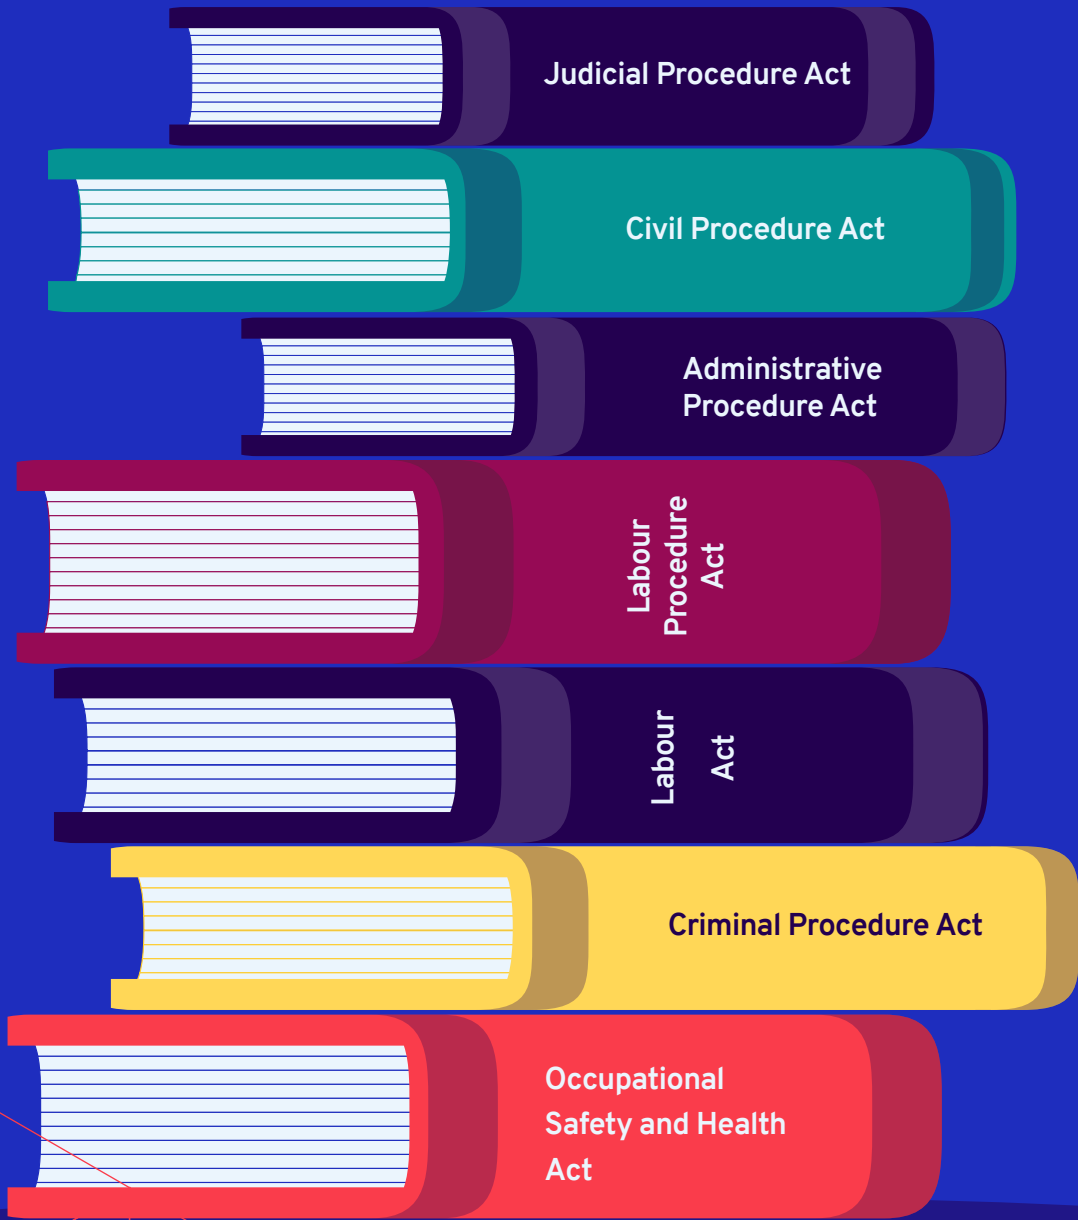 Judicial Procedure Act
Civil Procedure Act
Administrative
Procedure Act
Labour
Procedure
Act
Labour
Act
Criminal Procedure Act
Occupational
Safety and Health
Act